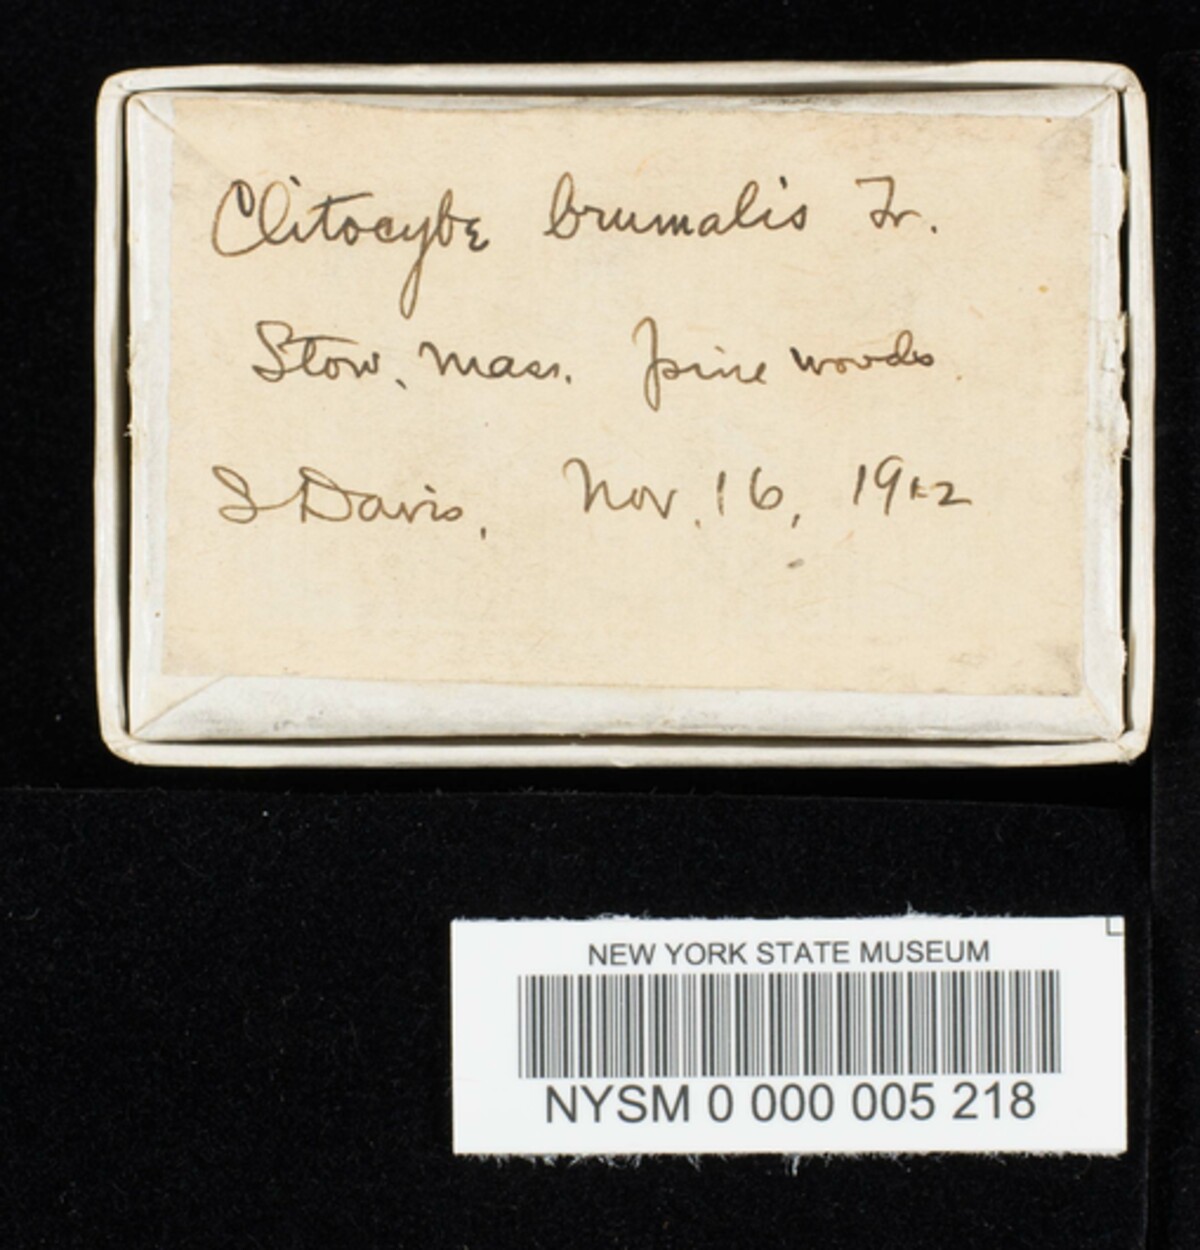 Clitocybe brumalis Fr.
Stow. Mass. pine woods.
S Davis, Nov. 16, 1912
NEW YORK STATE MUSEUM
NYSM 0 000 005 218